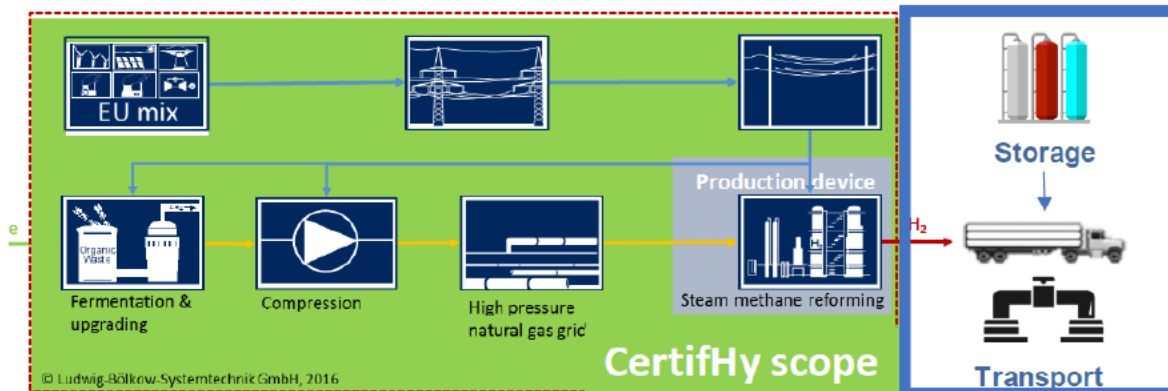 EU mix
Production device
Storage
e
Organic
Waste
H₂
H₂
Fermentation &
upgrading
Compression
High pressure
natural gas grid
Steam methane reforming
CertifHy scope
© Ludwig-Bölkow-Systemtechnik GmbH, 2016
Transport